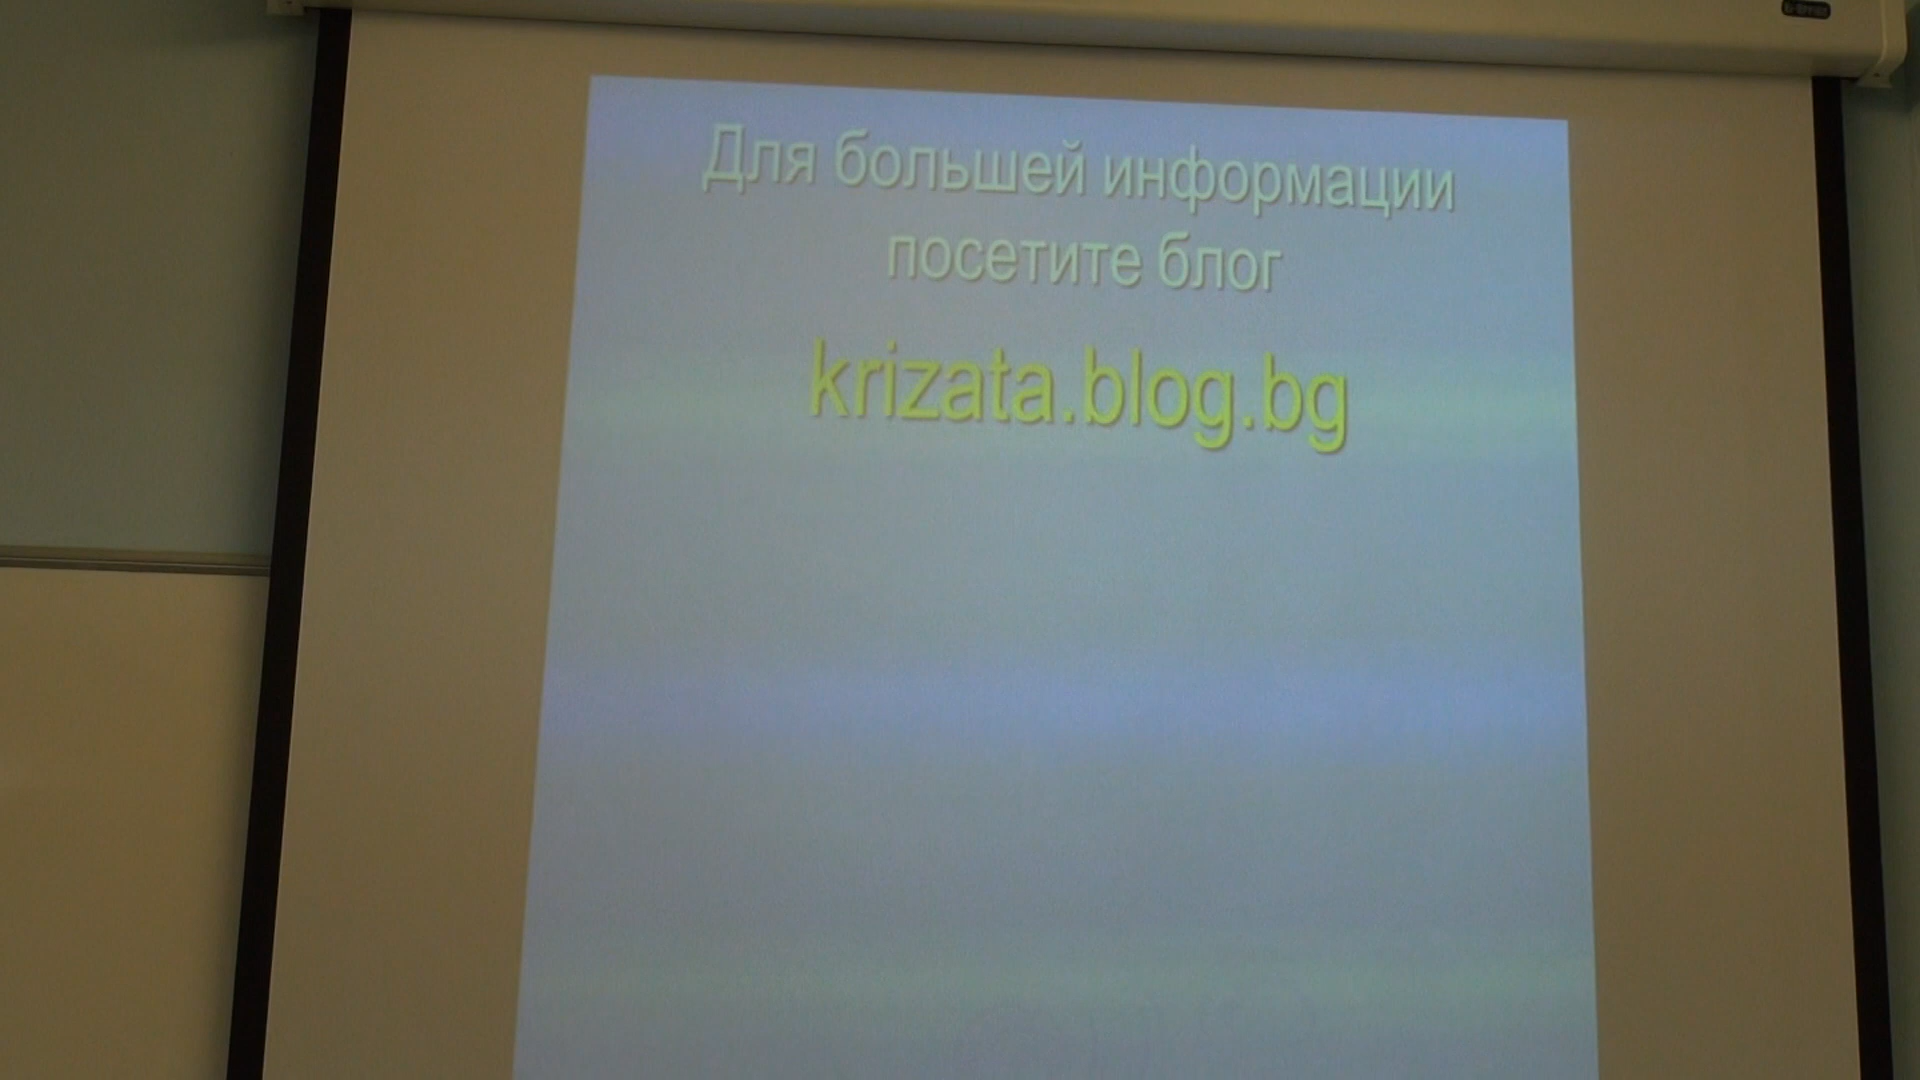 Для большей информации
посетите блог
krizata.blog.bg